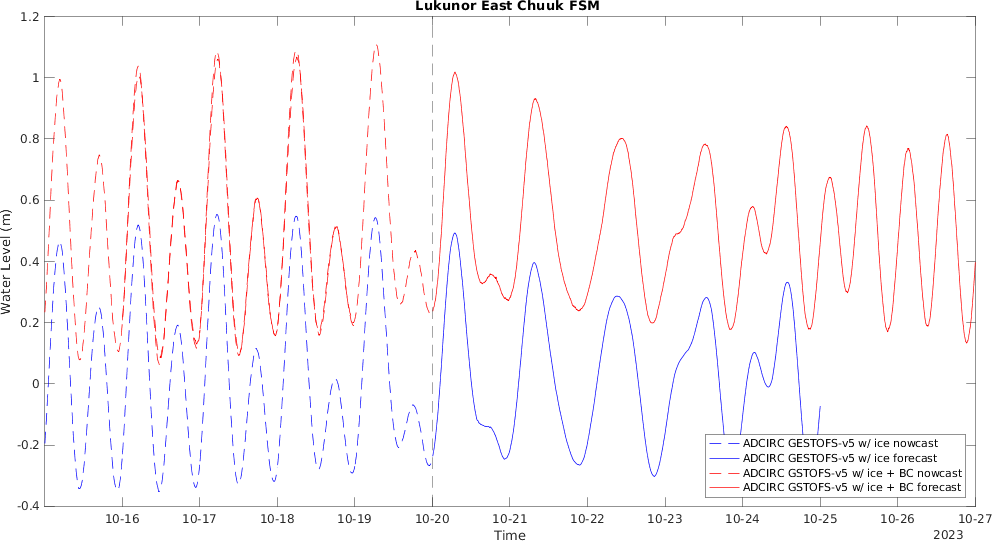 Lukunor East Chuuk FSM
1.2
1
0.8
0.6
0.4
0.2
0
-0.2
-0.4
Water Level (m)
ADCIRC GESTOFS-v5 w/ ice nowcast
ADCIRC GESTOFS-v5 w/ ice forecast
ADCIRC GSTOFS-v5 w/ ice + BC nowcast
ADCIRC GSTOFS-v5 w/ ice + BC forecast
10-16 10-17 10-18 10-19 10-20 10-21 10-22 10-23 10-24 10-25 10-26 10-27
Time
2023